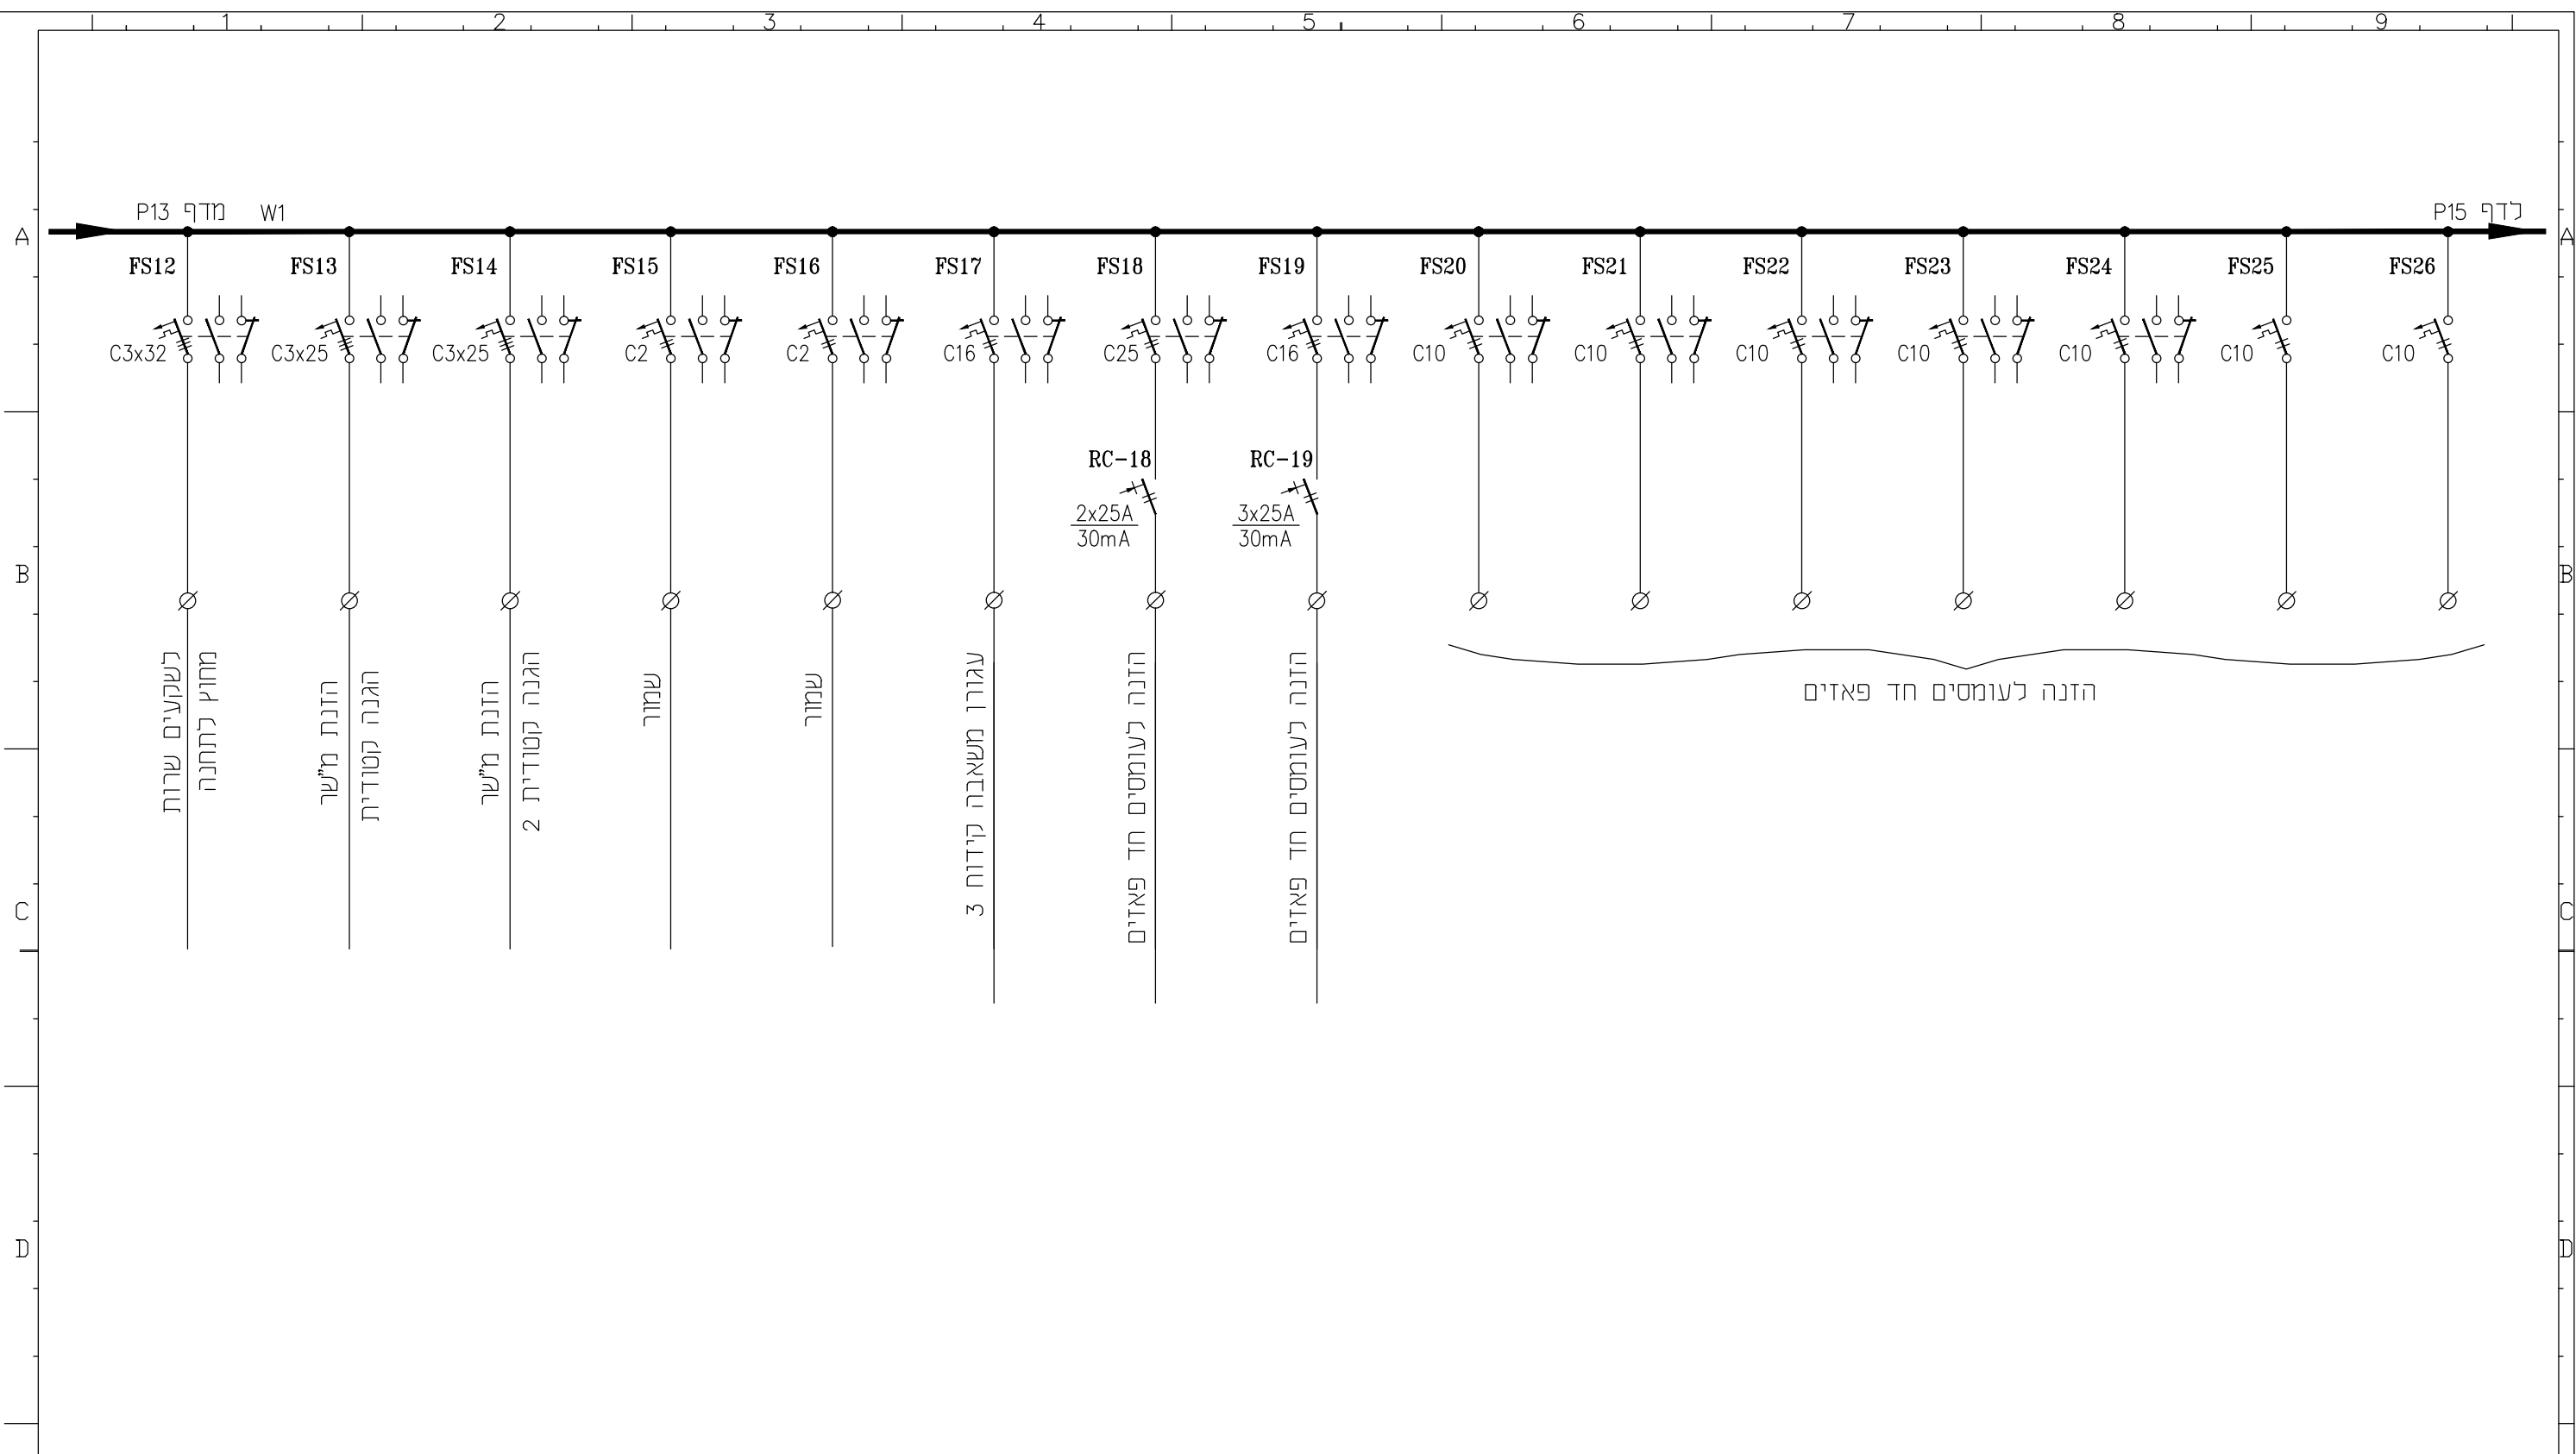 1 2 3 4 5 6 7 8 9
מדף P13 W1
לדף P15
A A
FS12 FS13 FS14 FS15 FS16 FS17 FS18 FS19 FS20 FS21 FS22 FS23 FS24 FS25 FS26
C3x32 C3x25 C3x25 C2 C2 C16 C25 C16 C10 C10 C10 C10 C10 C10 C10
RC-18 RC-19
2x25A 3x25A
30mA 30mA
B B
לשקעים שרות
מחוץ לתחנה
הזנת מ"שר
הגנה קטודית
הזנת מ"שר
הגנה קטודית 2
שמור
שמור
עגורן משאבה קידוח 3
הזנה לעומסים חד פאזים
הזנה לעומסים חד פאזים
הזנה לעומסים חד פאזים
C C
D D